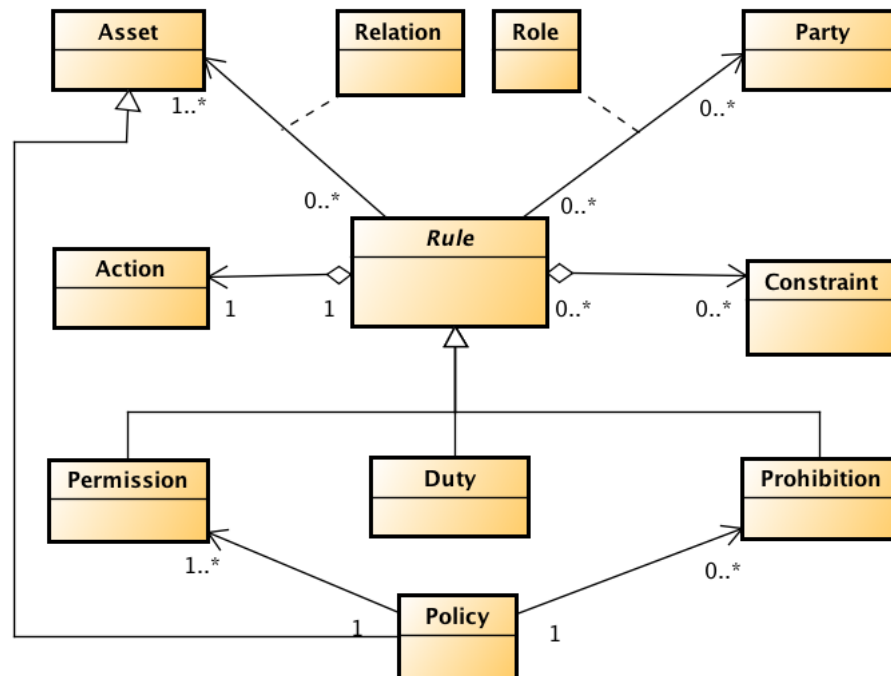 Asset
Relation
Role
Party
1..*
0..*
0..*
0..*
Rule
Action
Constraint
1
1
0..*
0..*
Permission
Duty
Prohibition
1..*
0..*
Policy
1
1